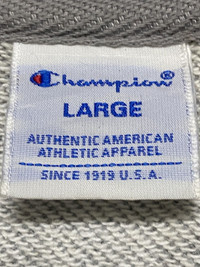 Champion®
LARGE
AUTHENTIC AMERICAN
ATHLETIC APPAREL
SINCE 1919 U.S.A.